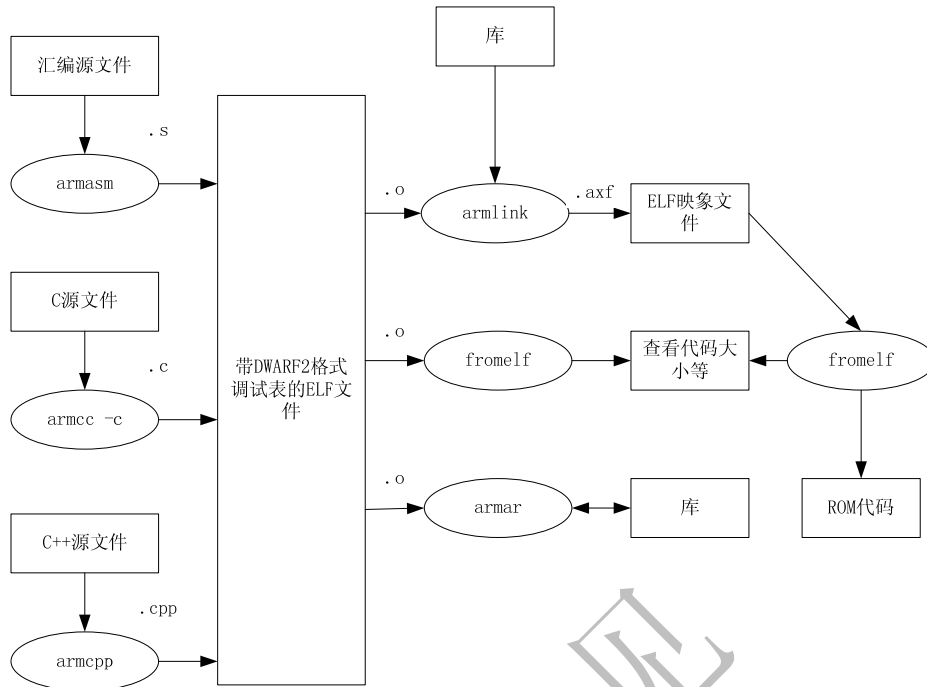 库
汇编源文件
.s
armasm
.o
armlink
.axf
ELF映象文
件
C源文件
.c
armcc -c
带DWARF2格式
调试表的ELF文
件
.o
fromelf
查看代码大
小等
fromelf
.o
armar
库
ROM代码
C++源文件
.cpp
armcpp
见